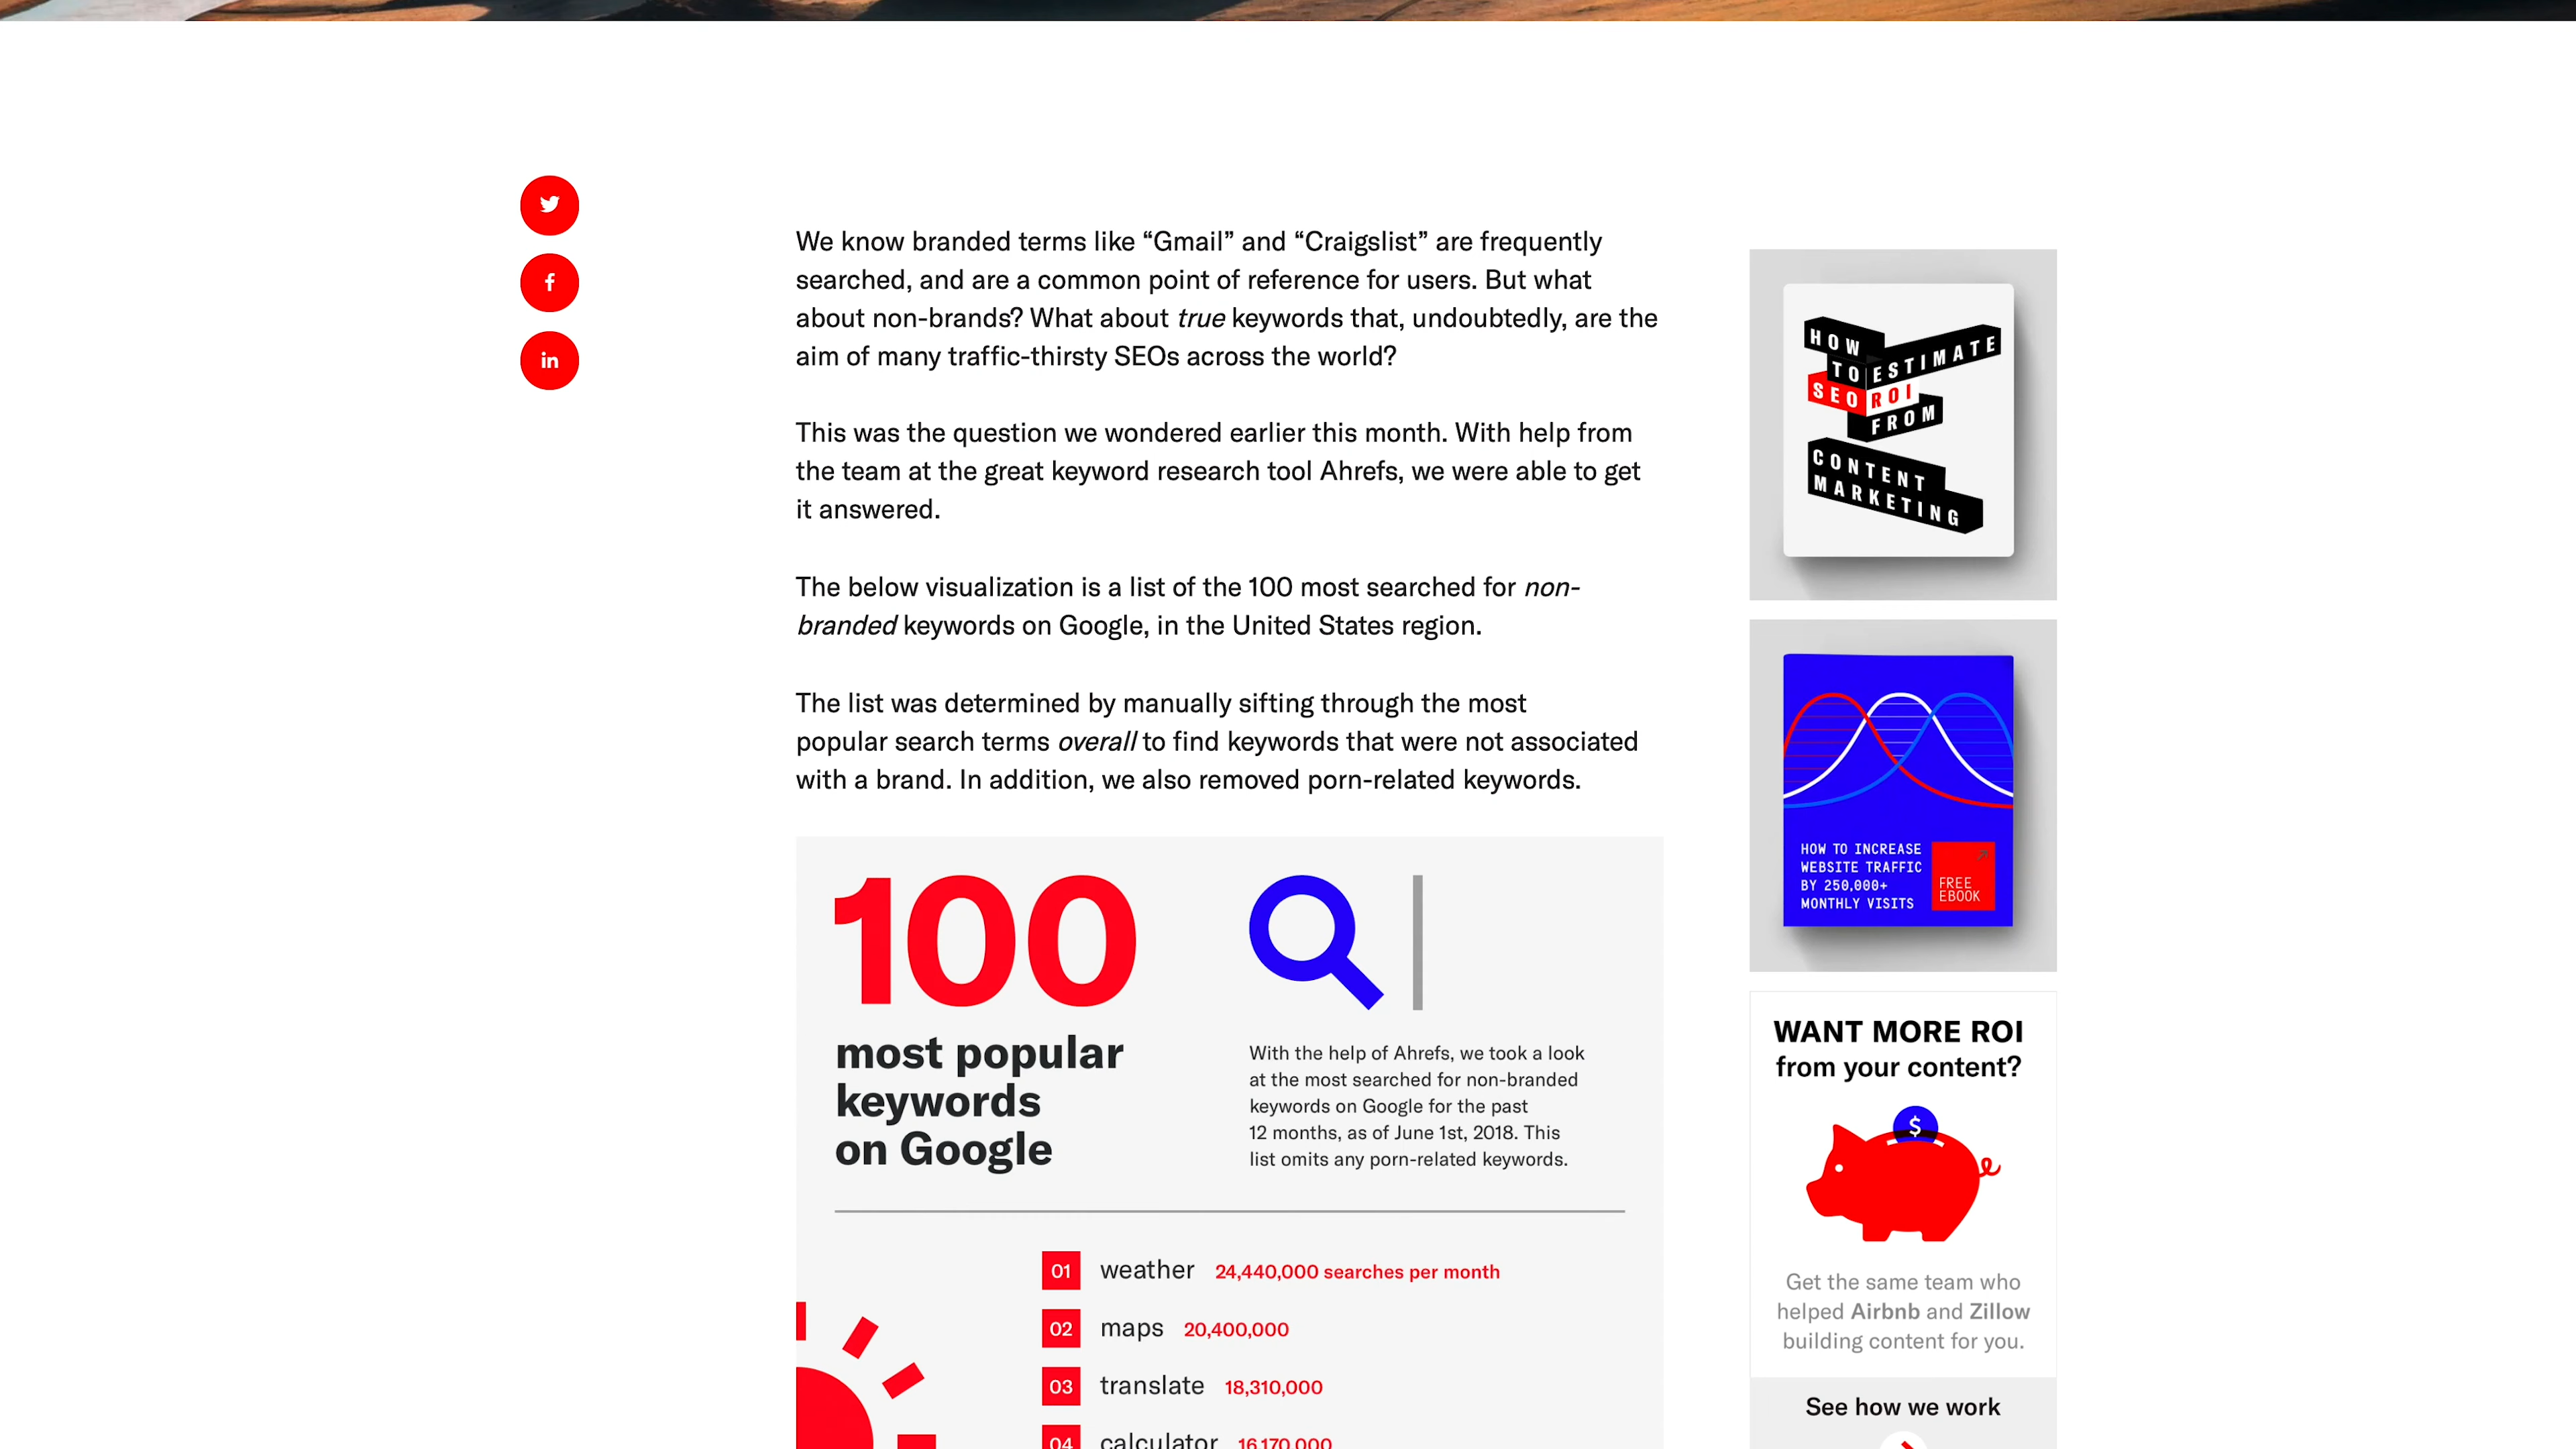 We know branded terms like “Gmail” and “Craigslist” are frequently
searched, and are a common point of reference for users. But what
about non-brands? What about true keywords that, undoubtedly, are the
aim of many traffic-thirsty SEOs across the world?
This was the question we wondered earlier this month. With help from
the team at the great keyword research tool Ahrefs, we were able to get
it answered.
The below visualization is a list of the 100 most searched for non-
branded keywords on Google, in the United States region.
The list was determined by manually sifting through the most
popular search terms overall to find keywords that were not associated
with a brand. In addition, we also removed porn-related keywords.
100
most popular
keywords
on Google
With the help of Ahrefs, we took a look
at the most searched for non-branded
keywords on Google for the past
12 months, as of June 1st, 2018. This
list omits any porn-related keywords.
01 weather 24,440,000 searches per month
02 maps 20,400,000
03 translate 18,310,000
04 calculator 16,170,000
HOW
TO ESTIMATE
SEO ROI
FROM
CONTENT
MARKETING
HOW TO INCREASE
WEBSITE TRAFFIC
BY 250,000+
MONTHLY VISITS
FREE
EBOOK
WANT MORE ROI
from your content?
$
Get the same team who
helped Airbnb and Zillow
building content for you.
See how we work